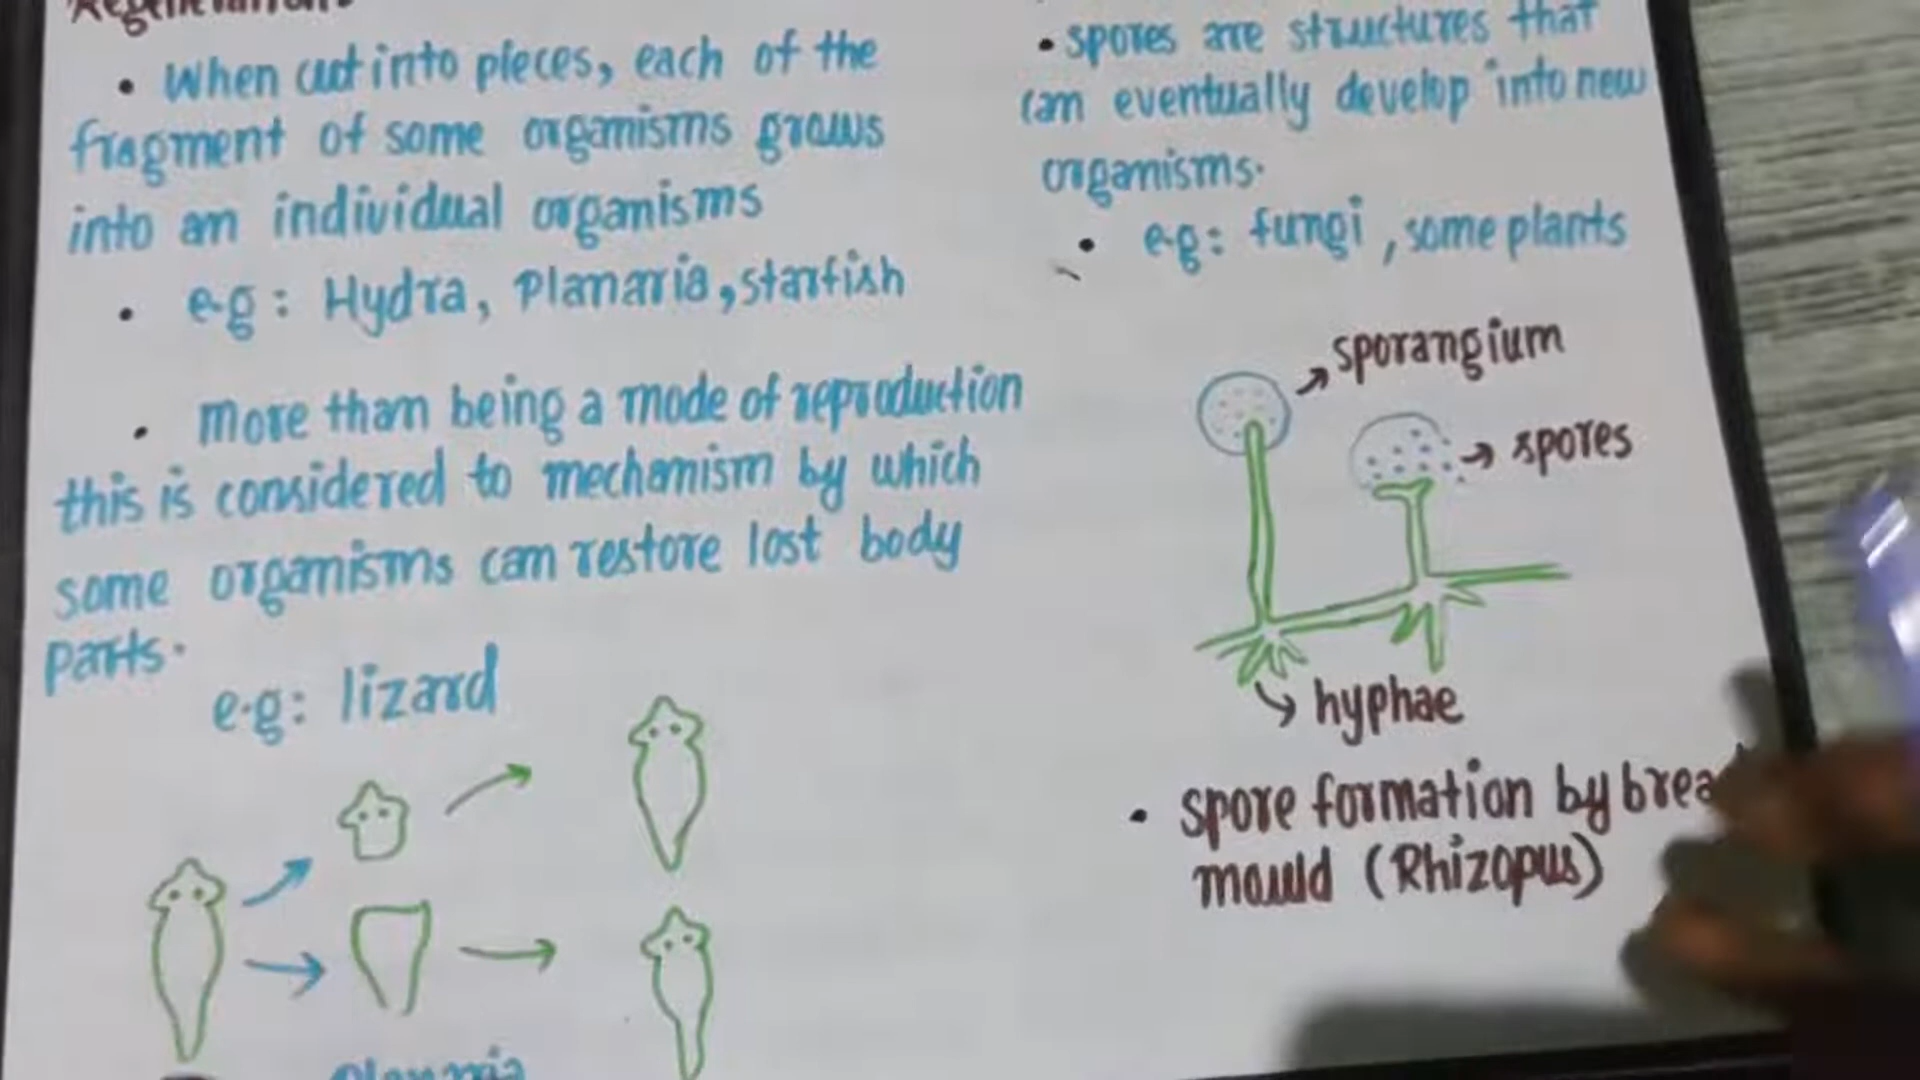 Regeneration
• When cut into pieces, each of the
fragment of some organisms grows
into an individual organisms
• e.g: Hydra, Planaria, starfish
• More than being a mode of reproduction
this is considered to mechanism by which
some organisms can restore lost body
parts.
e.g: lizard
Planaria
• spores are structures that
can eventually develop into new
organisms.
• e.g: fungi, some plants
sporangium
spores
hyphae
• spore formation by brea
mould (Rhizopus)